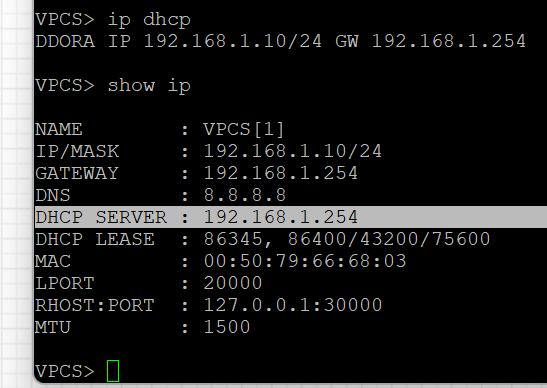 VPCS> ip dhcp
DDORA IP 192.168.1.10/24 GW 192.168.1.254
VPCS> show ip
NAME : VPCS[1]
IP/MASK : 192.168.1.10/24
GATEWAY : 192.168.1.254
DNS : 8.8.8.8
DHCP SERVER : 192.168.1.254
DHCP LEASE : 86345, 86400/43200/75600
MAC : 00:50:79:66:68:03
LPORT : 20000
RHOST:PORT : 127.0.0.1:30000
MTU : 1500
VPCS>